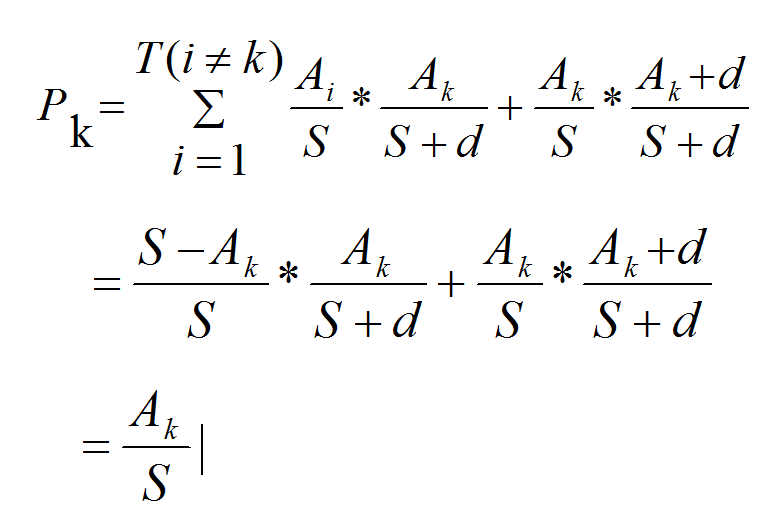 P_k = \sum_{i=1}^{T(i \neq k)} \frac{A_i}{S} * \frac{A_k}{S+d} + \frac{A_k}{S} * \frac{A_k+d}{S+d}
= \frac{S-A_k}{S} * \frac{A_k}{S+d} + \frac{A_k}{S} * \frac{A_k+d}{S+d}
= \frac{A_k}{S}